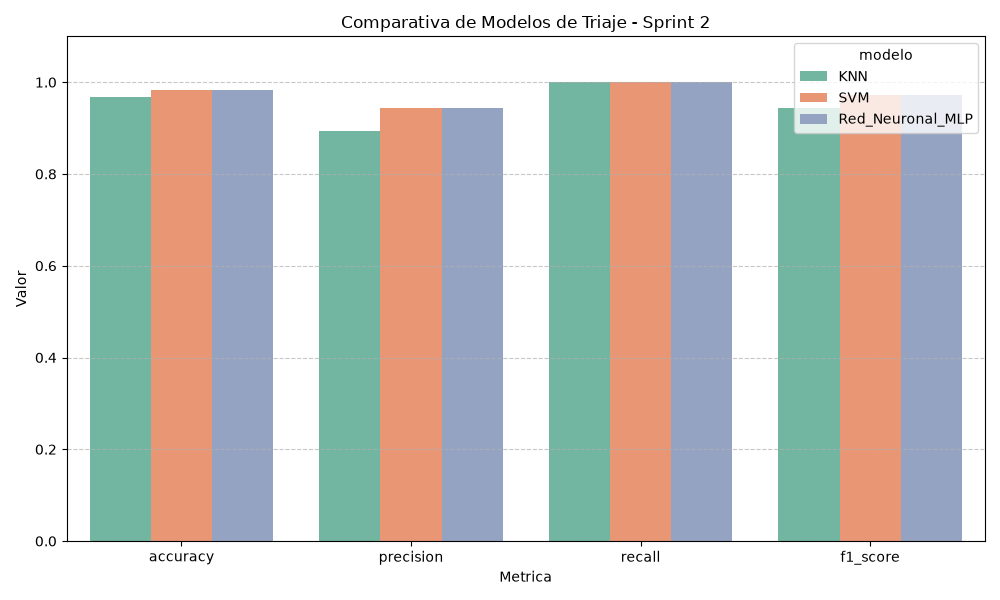 Comparativa de Modelos de Triaje - Sprint 2
modelo
KNN
SVM
Red_Neuronal_MLP
Valor
1.0
0.8
0.6
0.4
0.2
0.0
accuracy
precision
recall
f1_score
Metrica